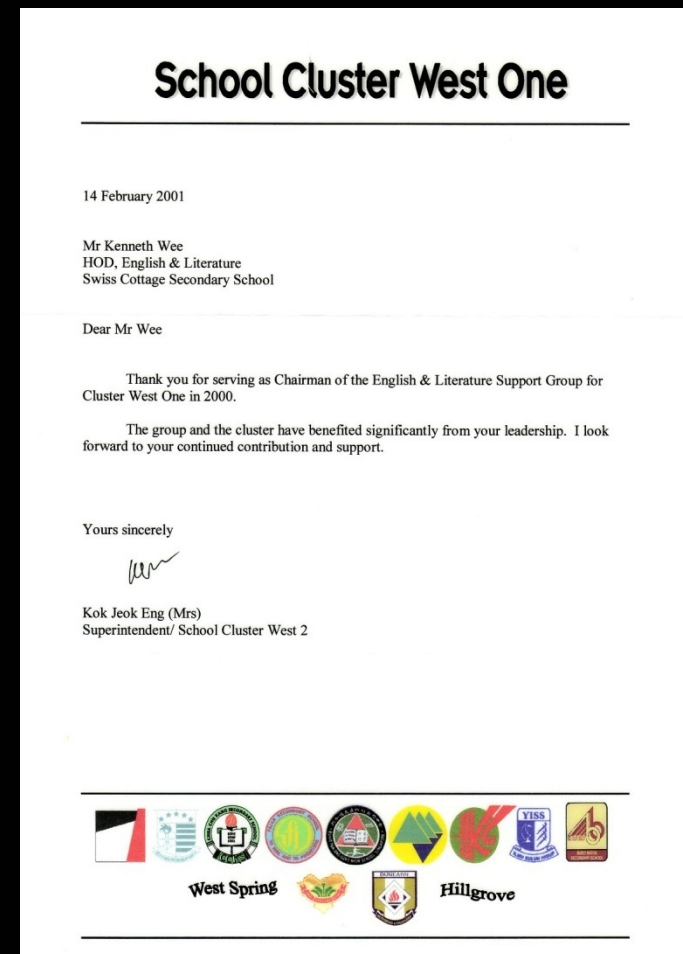 School Cluster West One
14 February 2001
Mr Kenneth Wee
HOD, English & Literature
Swiss Cottage Secondary School
Dear Mr Wee
Thank you for serving as Chairman of the English & Literature Support Group for
Cluster West One in 2000.
The group and the cluster have benefited significantly from your leadership. I look
forward to your continued contribution and support.
Yours sincerely
Kok Jeok Eng (Mrs)
Superintendent/ School Cluster West 2
YISS
West Spring
Hillgrove